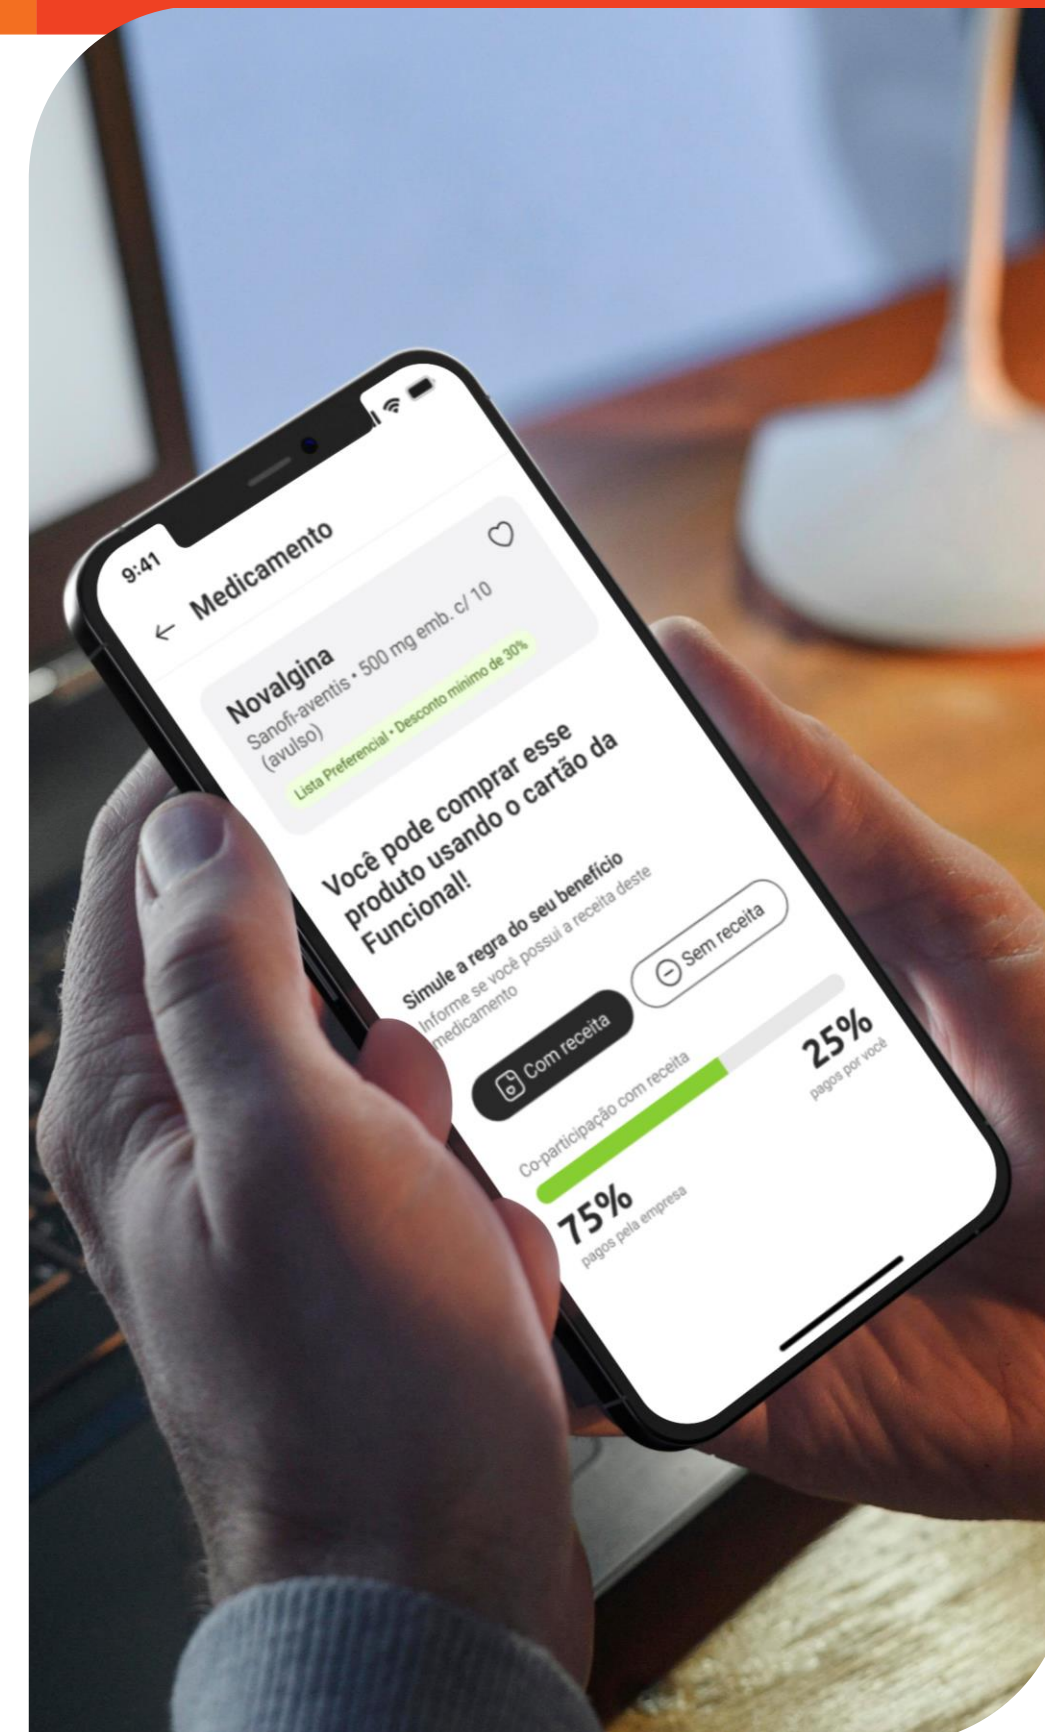 9:41
Medicamento
Novalgina
Sanofi-aventis • 500 mg emb. c/ 10
(avulso)
Lista Preferencial • Desconto mínimo de 30%
Você pode comprar esse
produto usando o cartão da
Funcional!
Simule a regra do seu benefício
Informe se você possui a receita deste
medicamento
Com receita
Sem receita
Co-participação com receita
75%
pagos pela empresa
25%
pagos por você